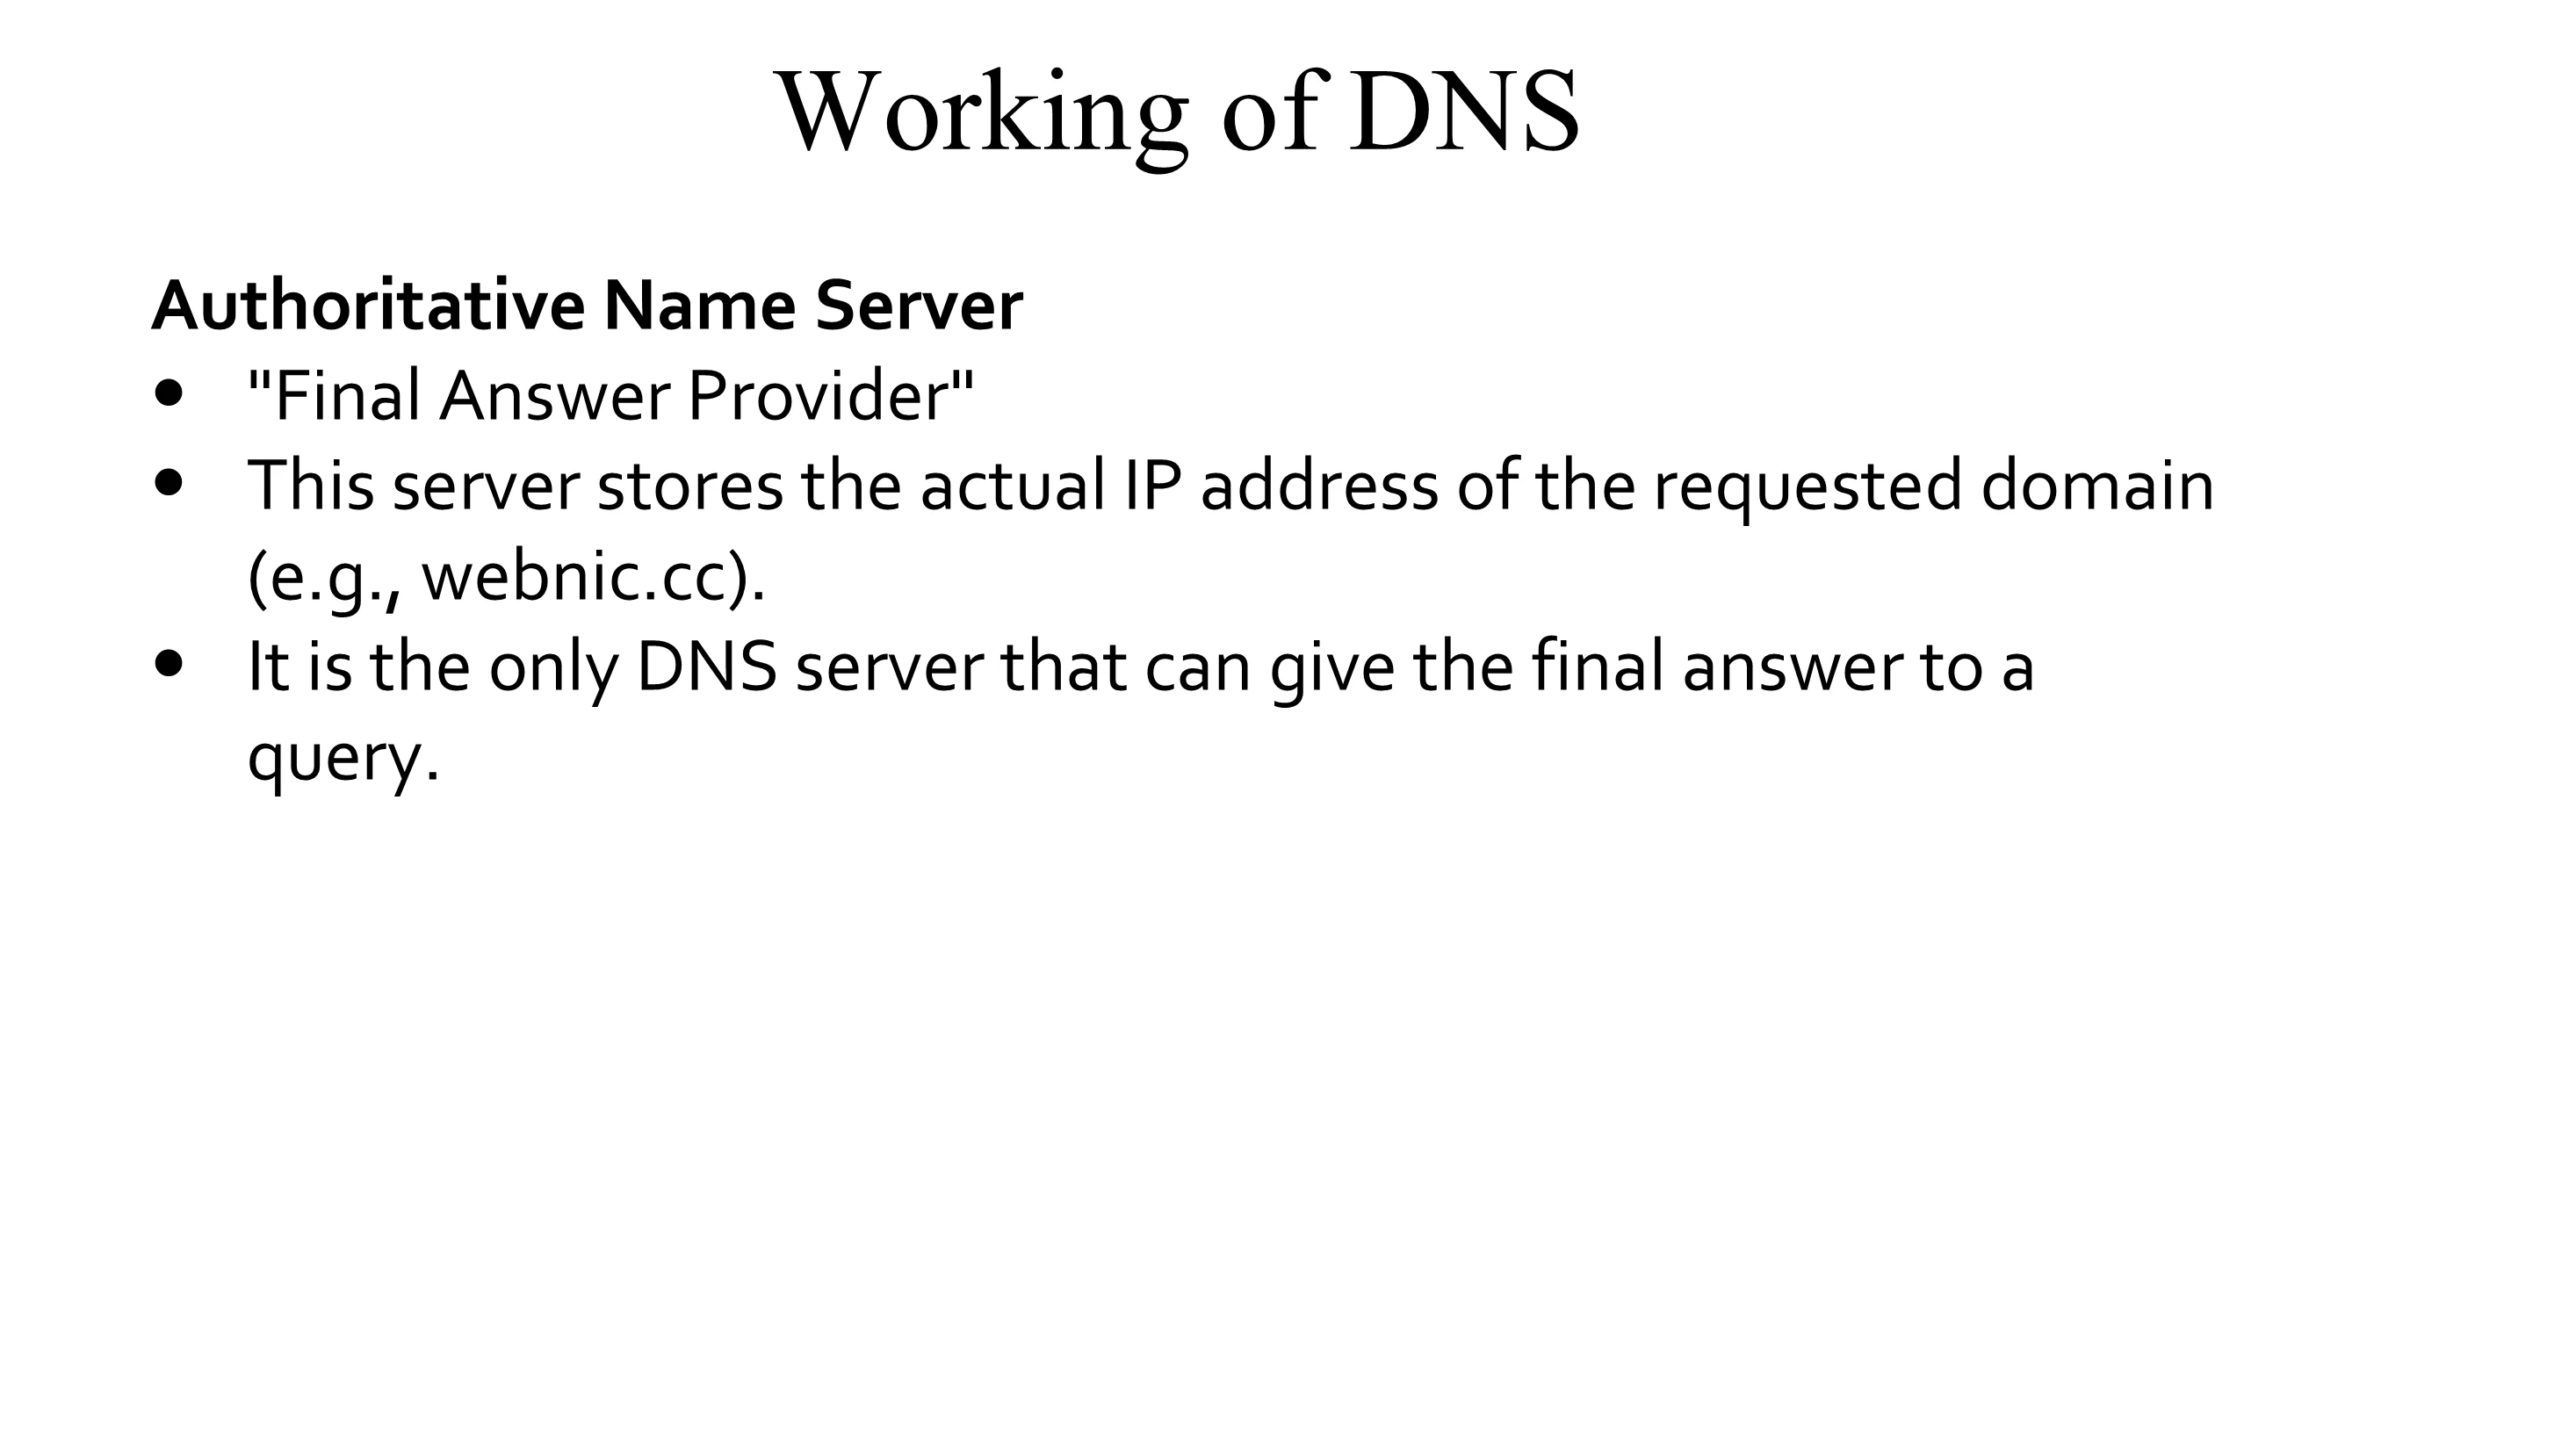 Working of DNS
Authoritative Name Server
• "Final Answer Provider"
• This server stores the actual IP address of the requested domain
(e.g., webnic.cc).
• It is the only DNS server that can give the final answer to a
query.